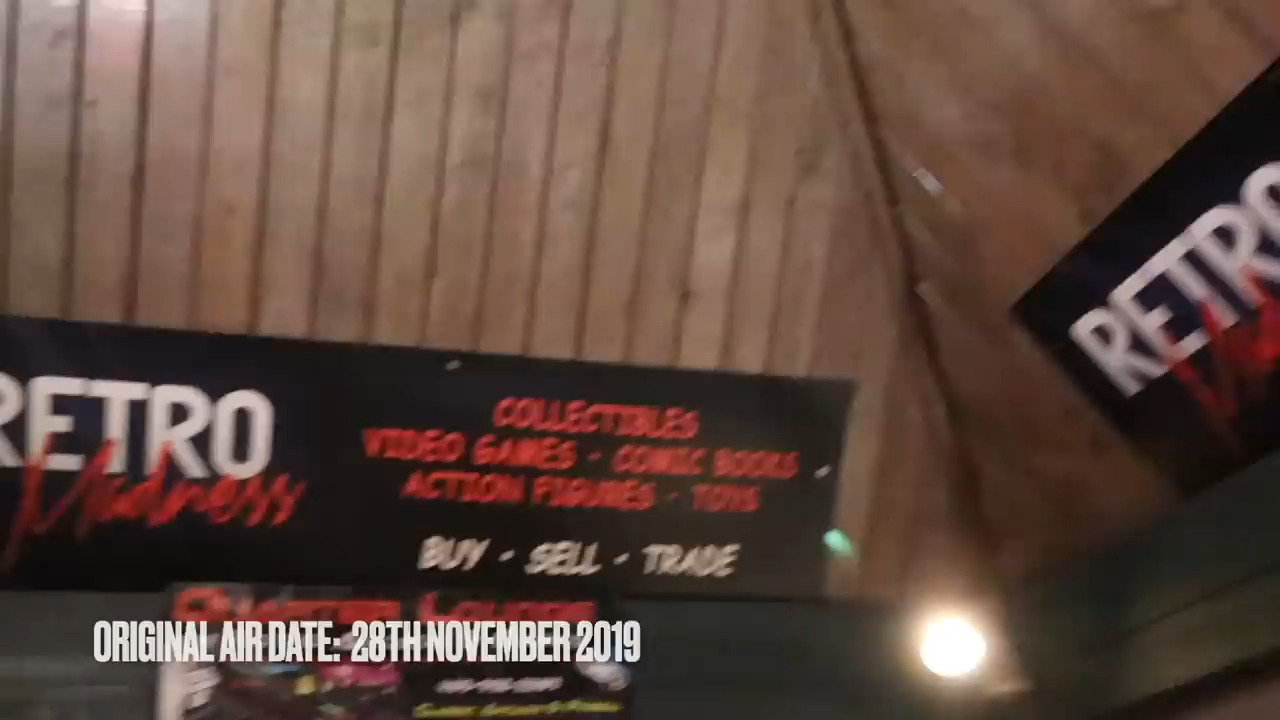 RETRO
Madness
COLLECTIBLES
VIDEO GAMES · COMIC BOOKS
ACTION FIGURES · TOYS
BUY · SELL · TRADE
RETRO
ORIGINAL AIR DATE: 28TH NOVEMBER 2019